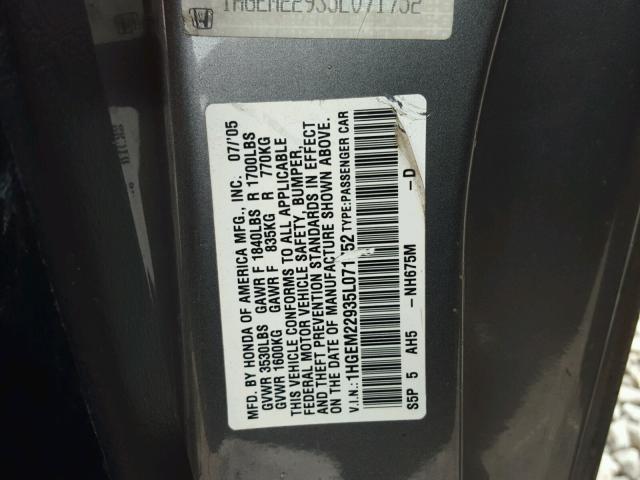 1HGEM22935L071752
MFD. BY HONDA OF AMERICA MFG., INC. 07/'05
GVWR 3530LBS GAWR F 1840LBS R 1700LBS
GVWR 1600KG GAWR F 835KG R 770KG
THIS VEHICLE CONFORMS TO ALL APPLICABLE
FEDERAL MOTOR VEHICLE SAFETY, BUMPER,
AND THEFT PREVENTION STANDARDS IN EFFECT
ON THE DATE OF MANUFACTURE SHOWN ABOVE.
V.I.N.: 1HGEM22935L071 52 TYPE:PASSENGER CAR
S5P 5 AH5 -NH675M -D